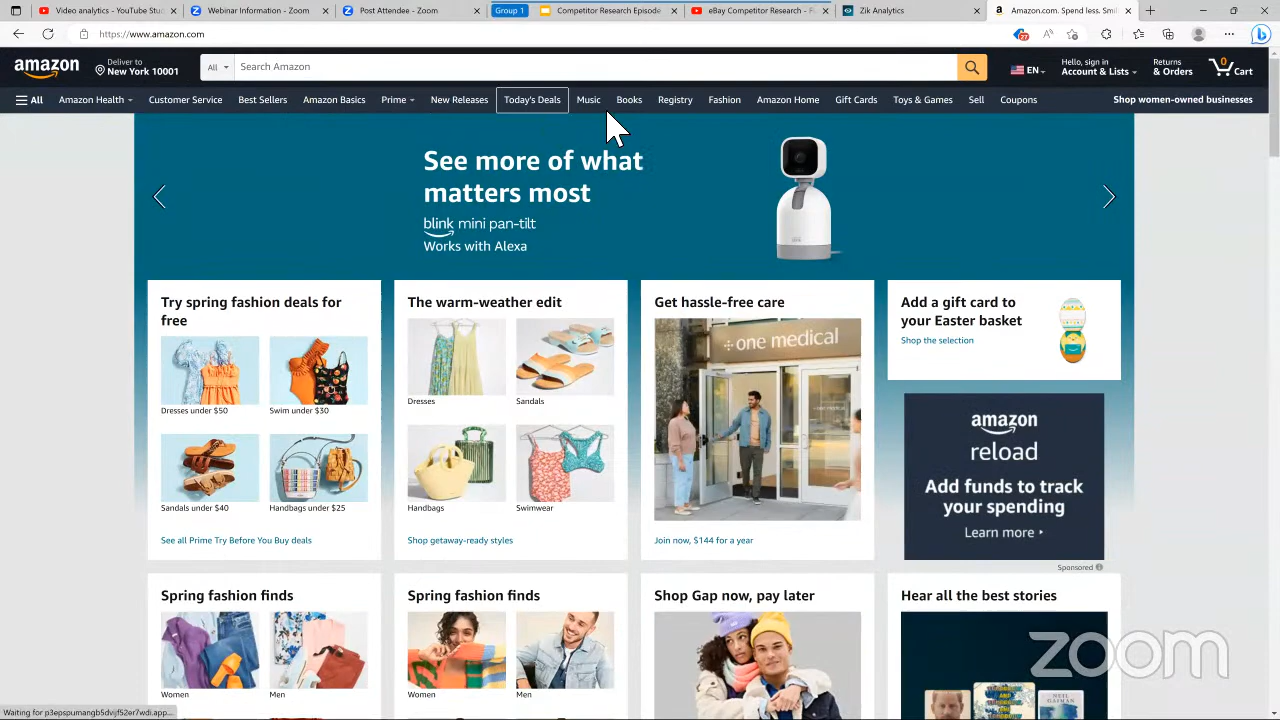 Video analytics - YouTube Stu
Webinar Information - Zoom
Post Attendee - Zoom
Group 1
Competitor Research Episode
eBay Competitor Research - F
Zik Analytics
Amazon.com. Spend less. Smil
https://www.amazon.com
27
amazon
Deliver to
New York 10001
All
Search Amazon
EN
Hello, sign in
Account & Lists
Returns
& Orders
0
Cart
All
Amazon Health
Customer Service
Best Sellers
Amazon Basics
Prime
New Releases
Today's Deals
Music
Books
Registry
Fashion
Amazon Home
Gift Cards
Toys & Games
Sell
Coupons
Shop women-owned businesses
See more of what
matters most
blink mini pan-tilt
Works with Alexa
Try spring fashion deals for
free
Dresses under $50
Swim under $30
Sandals under $40
Handbags under $25
See all Prime Try Before You Buy deals
The warm-weather edit
Dresses
Sandals
Handbags
Swimwear
Shop getaway-ready styles
Get hassle-free care
one medical
Join now, $144 for a year
Add a gift card to
your Easter basket
Shop the selection
amazon
reload
Add funds to track
your spending
Learn more
Sponsored
Spring fashion finds
Women
Men
Spring fashion finds
Women
Men
Shop Gap now, pay later
Hear all the best stories
NEIL
GAIMAN
zoom
Waiting for p3epspumangb5dvijf52er7wdi.app...